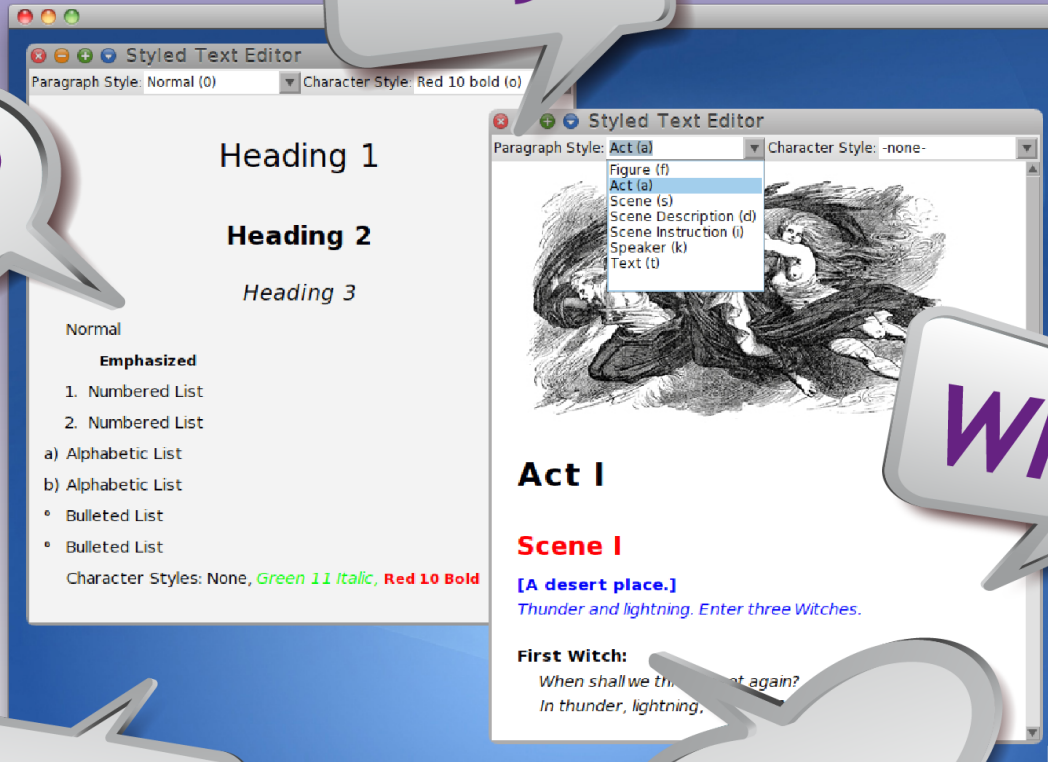 Styled Text Editor
Paragraph Style: Normal (0) Character Style: Red 10 bold (o)
Heading 1
Heading 2
Heading 3
Normal
Emphasized
1. Numbered List
2. Numbered List
a) Alphabetic List
b) Alphabetic List
Bulleted List
Bulleted List
Character Styles: None, Green 11 Italic, Red 10 Bold
Styled Text Editor
Paragraph Style: Act (a) Character Style: -none-
Figure (f)
Act (a)
Scene (s)
Scene Description (d)
Scene Instruction (i)
Speaker (k)
Text (t)
Act I
Scene I
[A desert place.]
Thunder and lightning. Enter three Witches.
First Witch:
When shall we again?
In thunder, lightning,